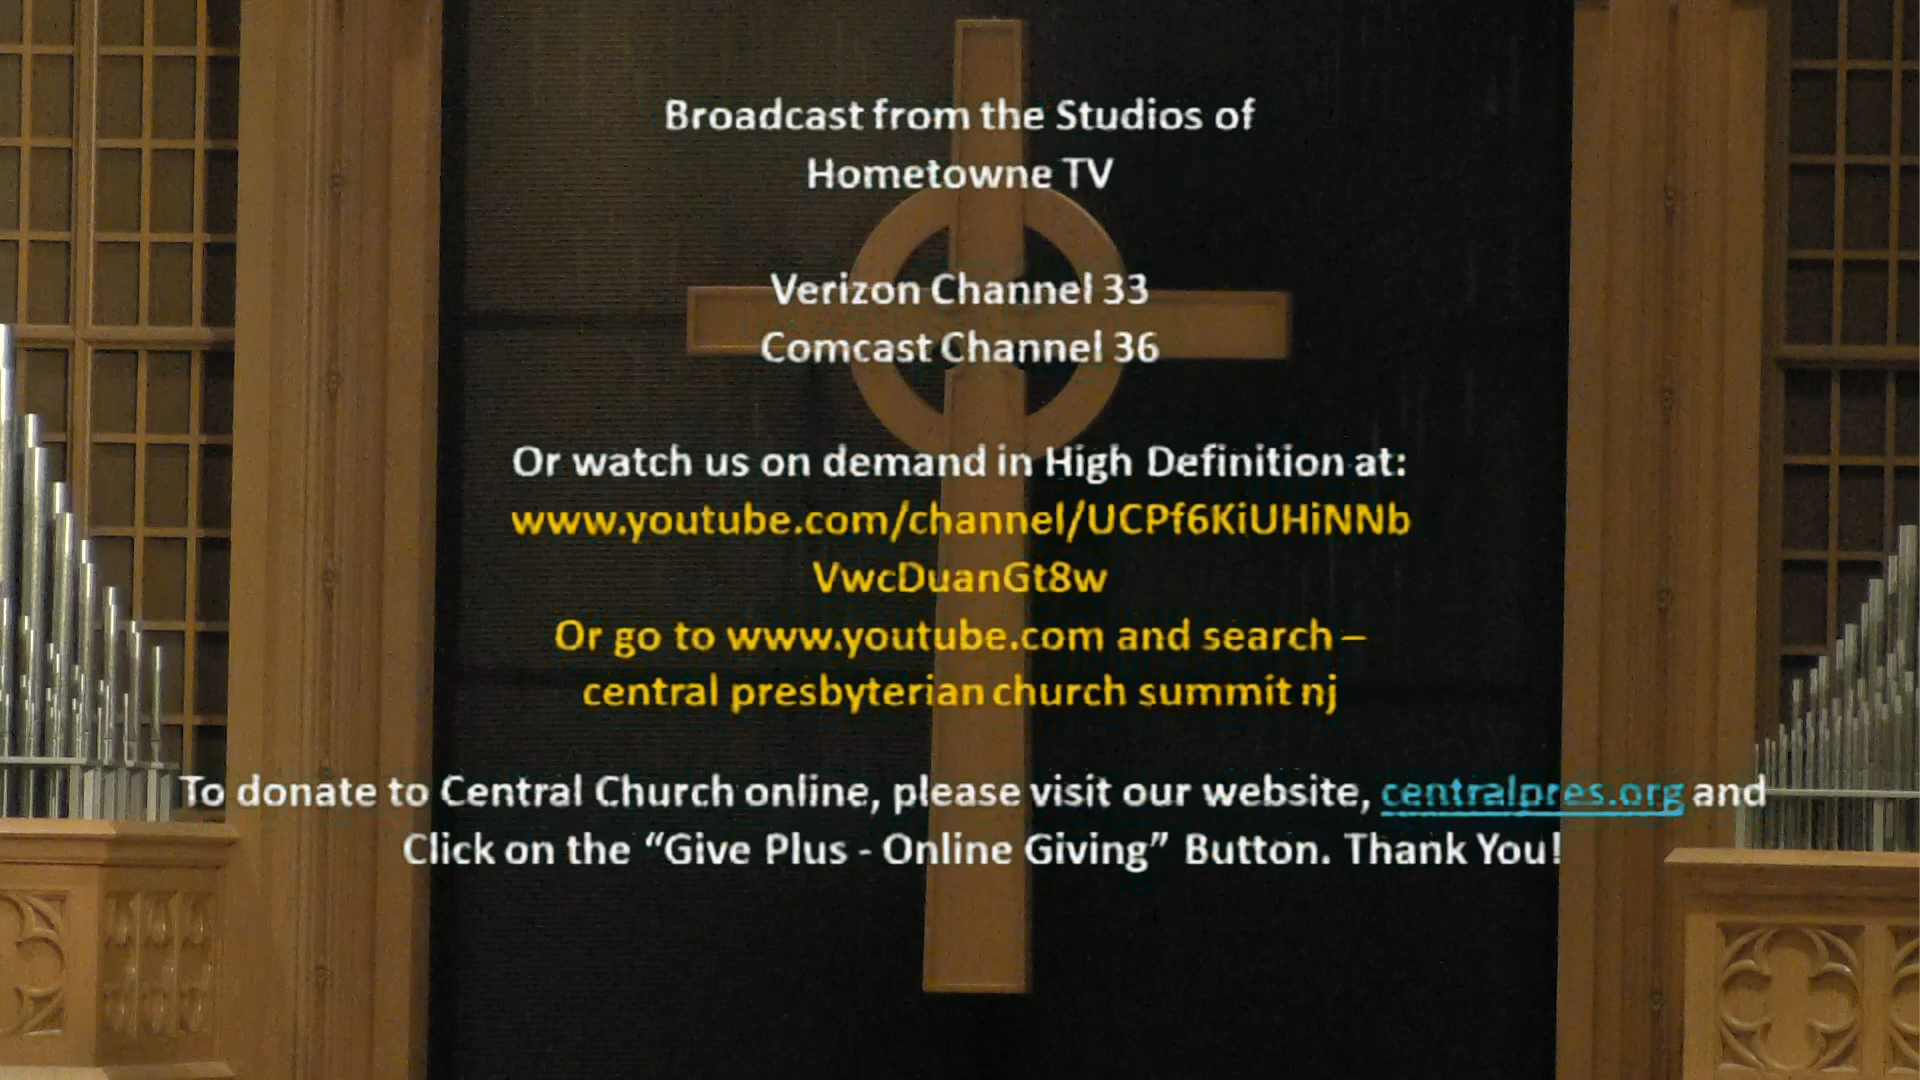 Broadcast from the Studios of
Hometowne TV
Verizon Channel 33
Comcast Channel 36
Or watch us on demand in High Definition at:
www.youtube.com/channel/UCPf6KiUHiNNb
VwcDuanGt8w
Or go to www.youtube.com and search –
central presbyterian church summit nj
To donate to Central Church online, please visit our website, centralpres.org and
Click on the “Give Plus - Online Giving” Button. Thank You!